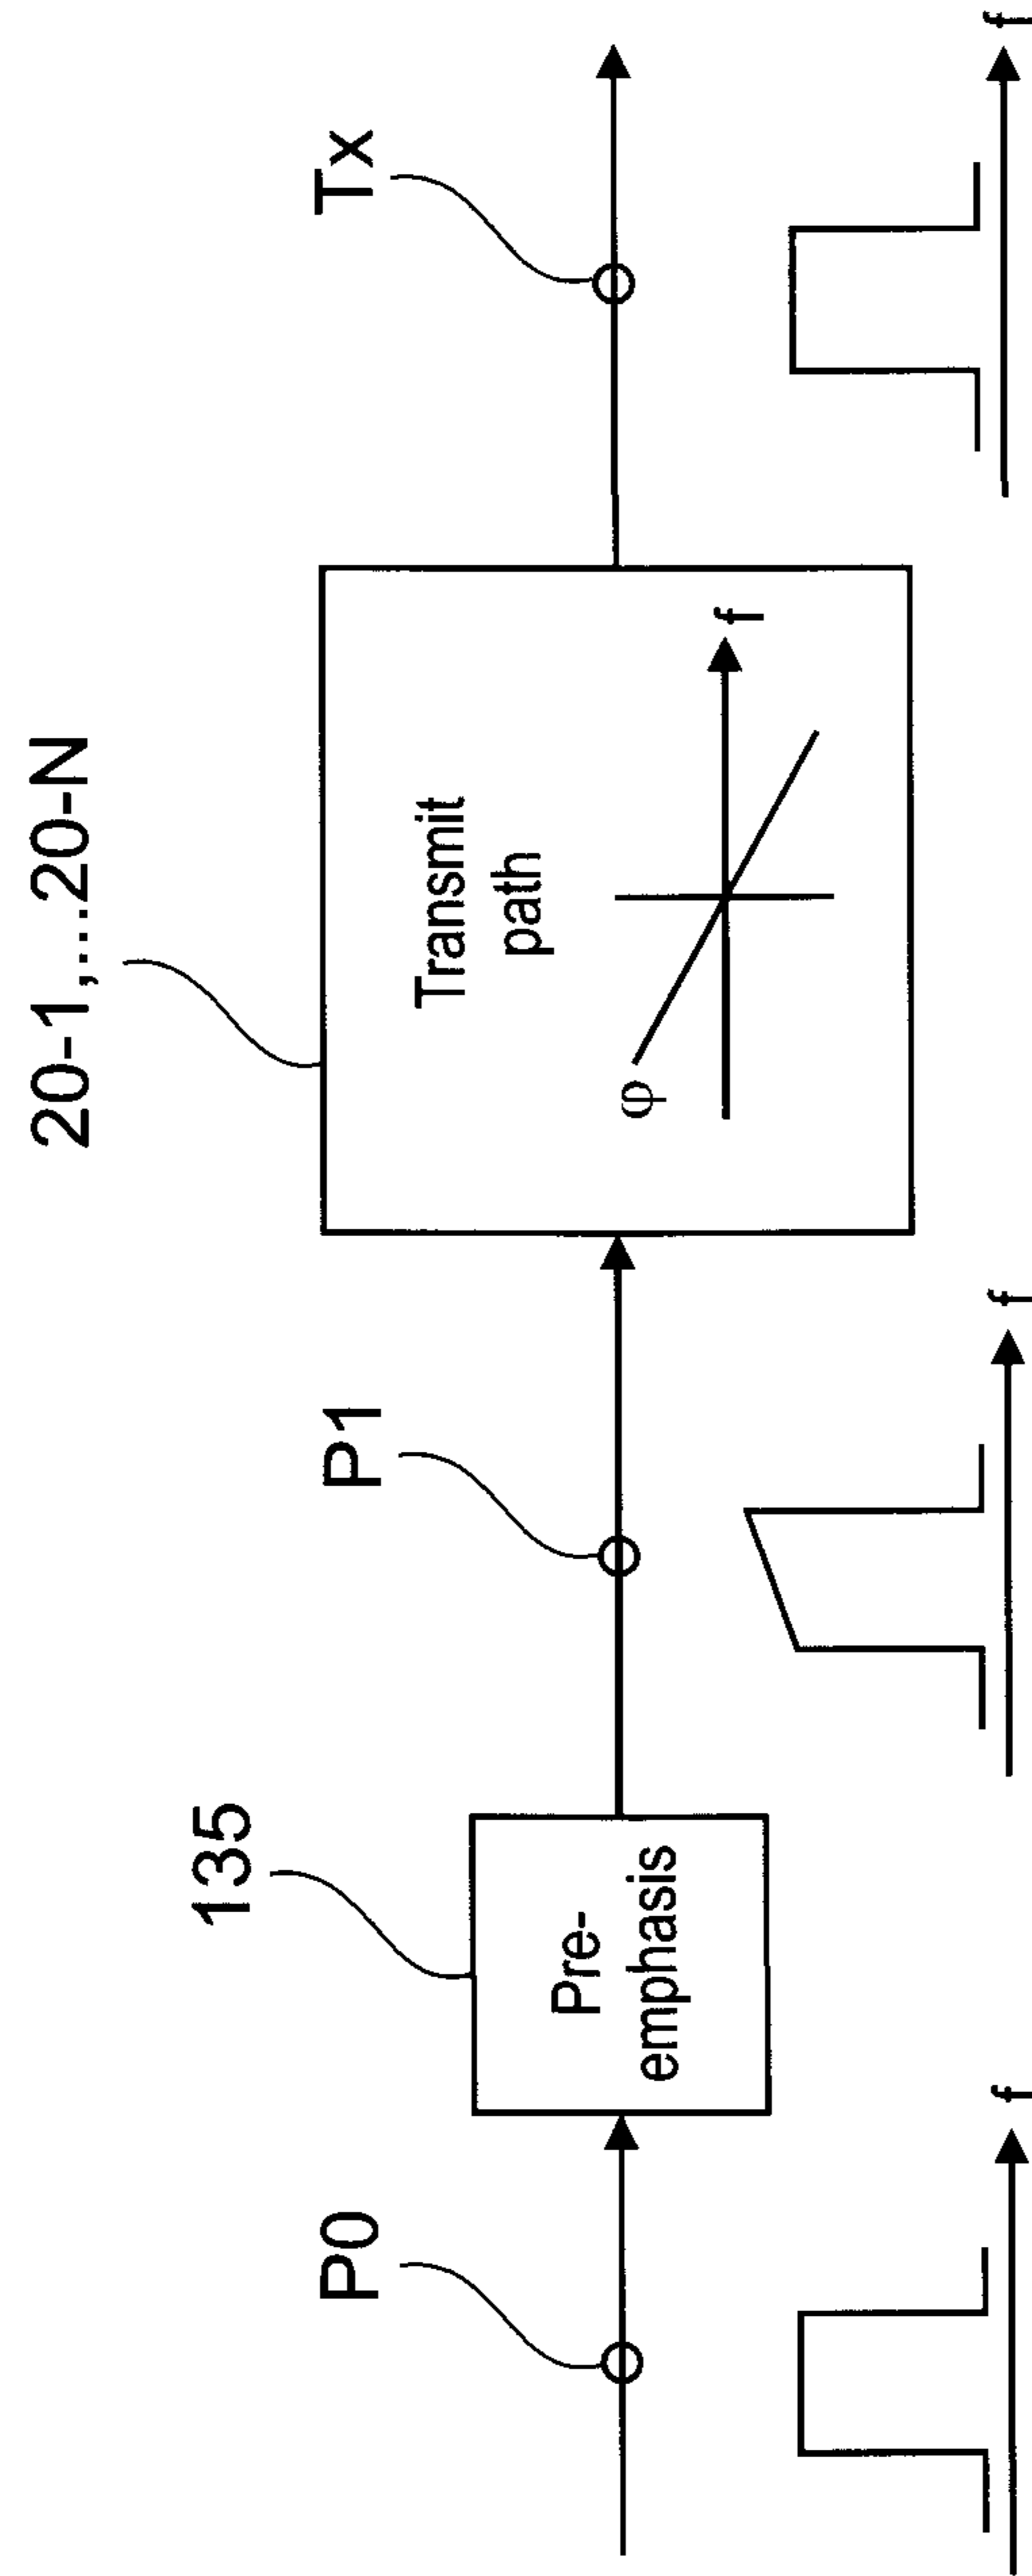 20-1,...20-N
135
P0
P1
Tx
Pre-
emphasis
Transmit
path
φ
f
f
f
f